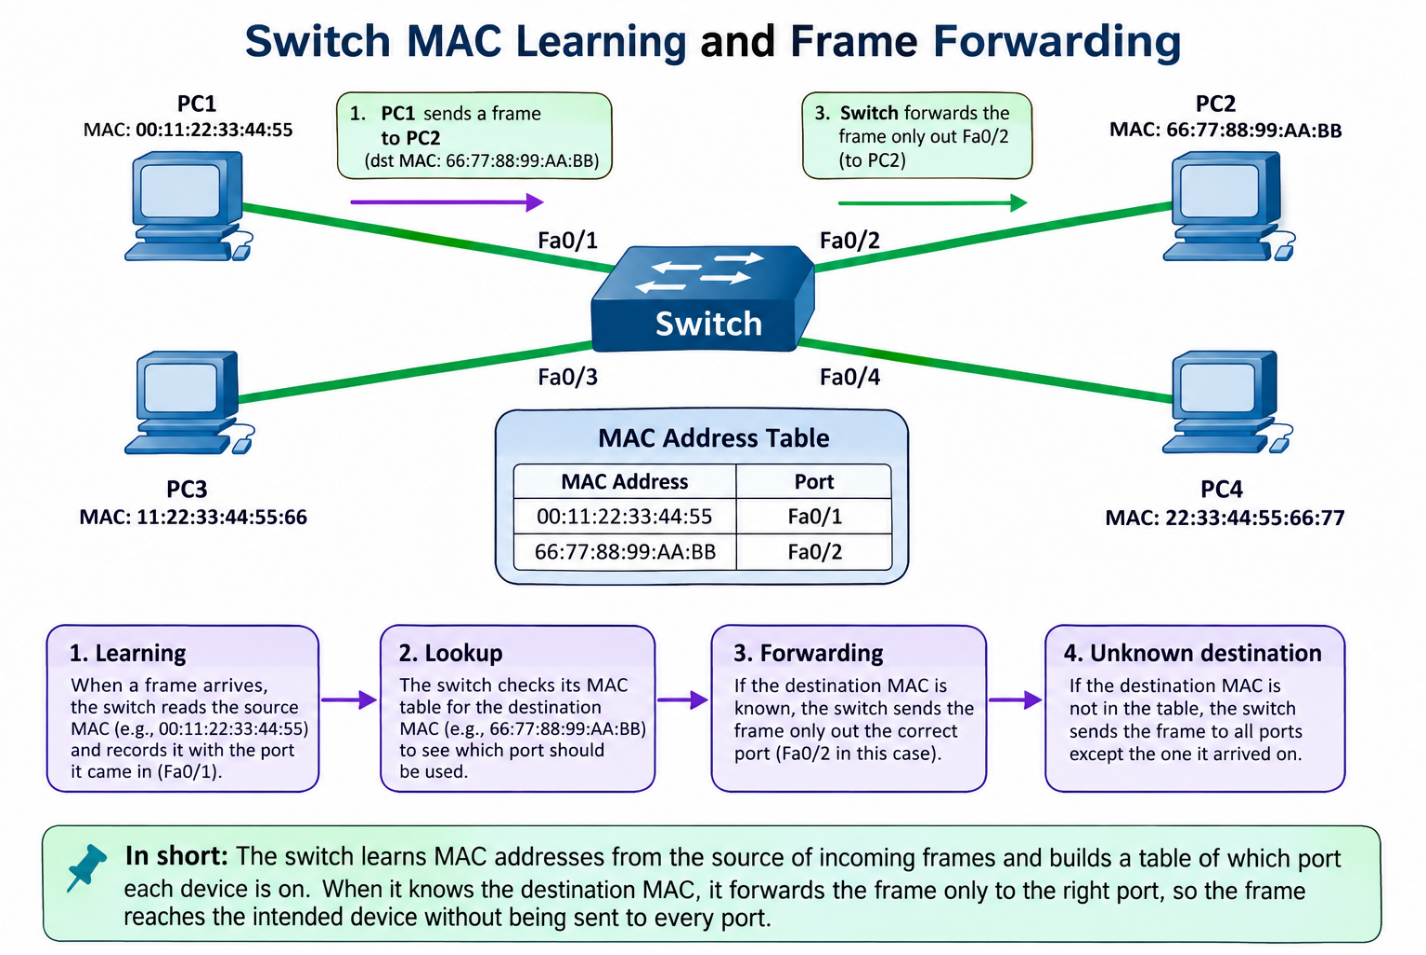 Switch MAC Learning and Frame Forwarding
PC1
MAC: 00:11:22:33:44:55
1. PC1 sends a frame
to PC2
(dst MAC: 66:77:88:99:AA:BB)
3. Switch forwards the
frame only out Fa0/2
(to PC2)
PC2
MAC: 66:77:88:99:AA:BB
Fa0/1
Fa0/2
Switch
Fa0/3
Fa0/4
PC3
MAC: 11:22:33:44:55:66
MAC Address Table
MAC Address Port
00:11:22:33:44:55 Fa0/1
66:77:88:99:AA:BB Fa0/2
PC4
MAC: 22:33:44:55:66:77
1. Learning
When a frame arrives,
the switch reads the source
MAC (e.g., 00:11:22:33:44:55)
and records it with the port
it came in (Fa0/1).
2. Lookup
The switch checks its MAC
table for the destination
MAC (e.g., 66:77:88:99:AA:BB)
to see which port should
be used.
3. Forwarding
If the destination MAC is
known, the switch sends the
frame only out the correct
port (Fa0/2 in this case).
4. Unknown destination
If the destination MAC is
not in the table, the switch
sends the frame to all ports
except the one it arrived on.
In short: The switch learns MAC addresses from the source of incoming frames and builds a table of which port
each device is on. When it knows the destination MAC, it forwards the frame only to the right port, so the frame
reaches the intended device without being sent to every port.